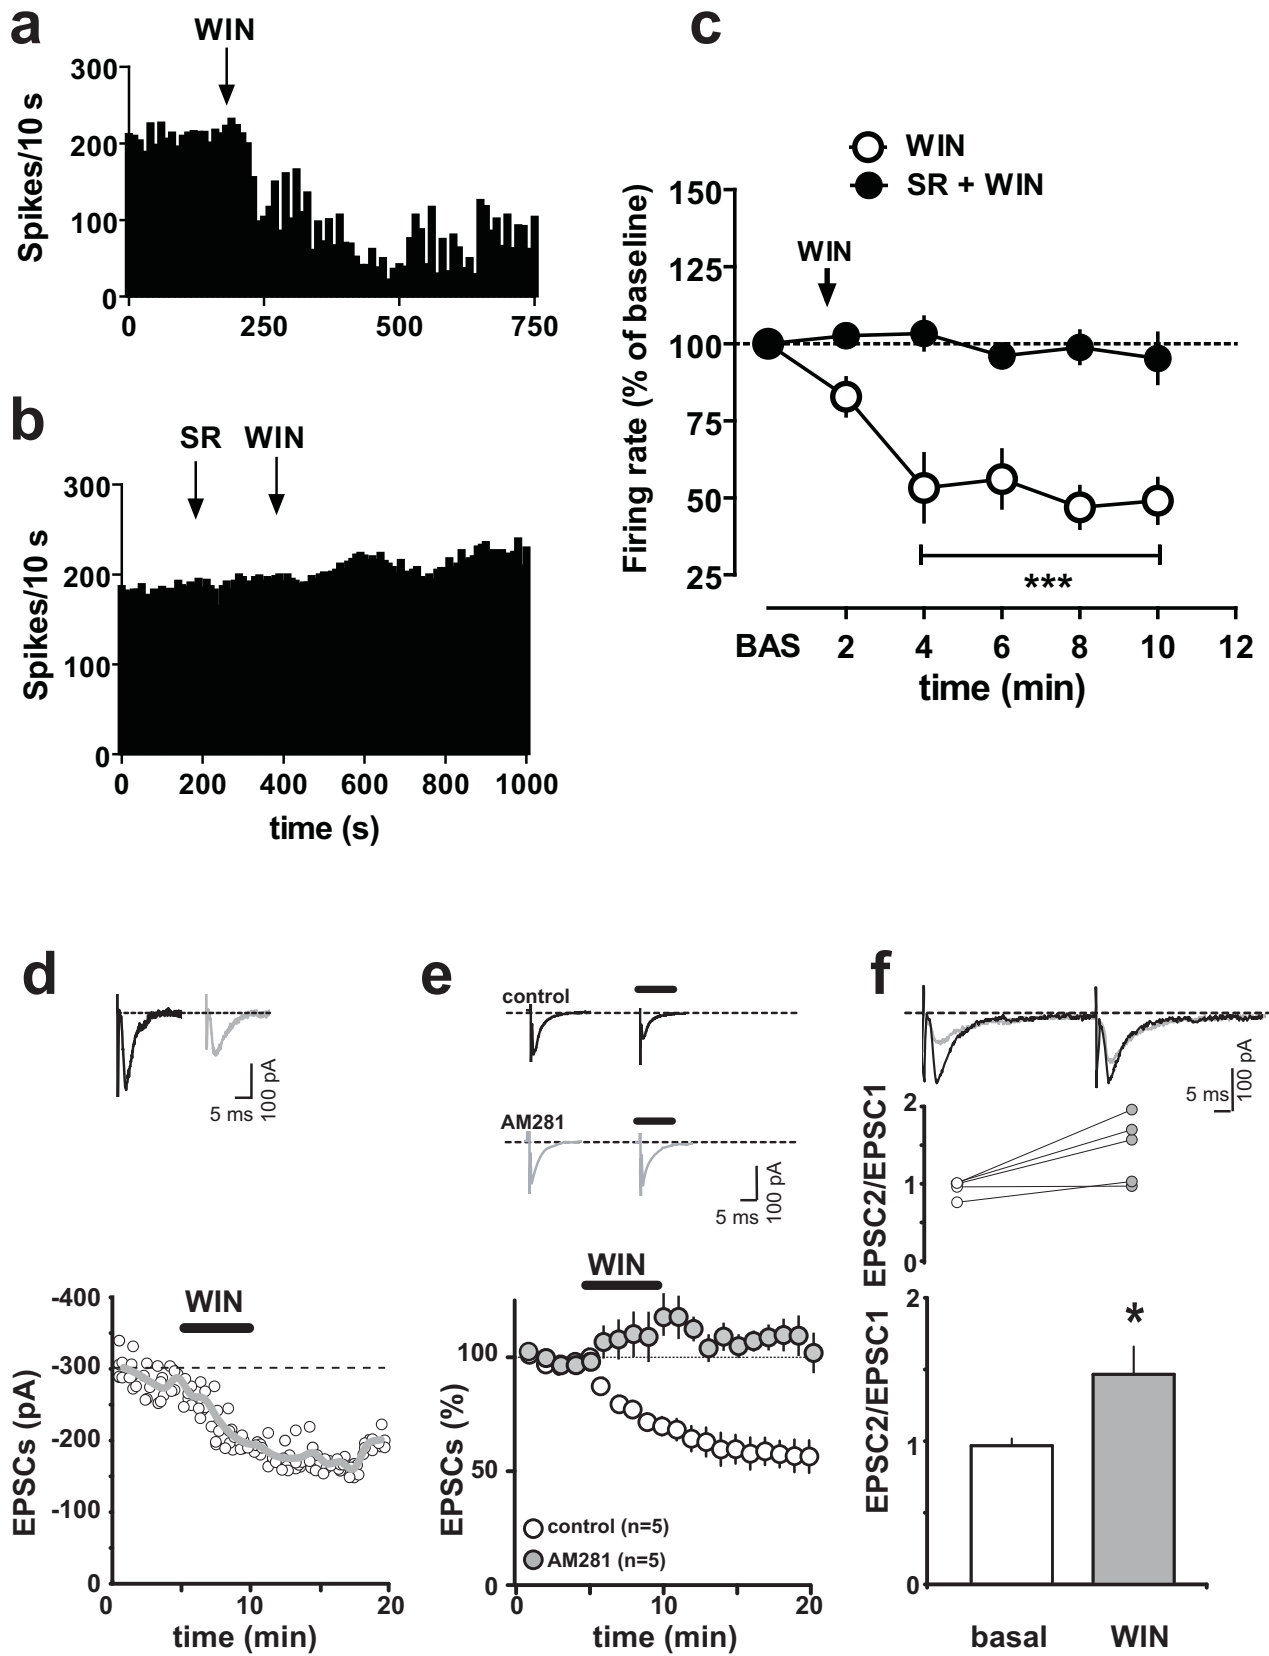 a
WIN
300
200
100
0
Spikes/10 s
0 250 500 750
b
SR WIN
300
200
100
0
Spikes/10 s
0 200 400 600 800 1000
time (s)
c
WIN
SR + WIN
150
125
100
75
50
25
Firing rate (% of baseline)
WIN
***
BAS 2 4 6 8 10 12
time (min)
d
5 ms
100 pA
-400
-300
-200
-100
0
EPSCs (pA)
WIN
0 10 20
time (min)
e
control
AM281
5 ms
100 pA
WIN
100
50
0
EPSCs (%)
control (n=5)
AM281 (n=5)
0 10 20
time (min)
f
5 ms
100 pA
2
1
0
EPSC2/EPSC1
2
1
0
EPSC2/EPSC1
*
basal WIN